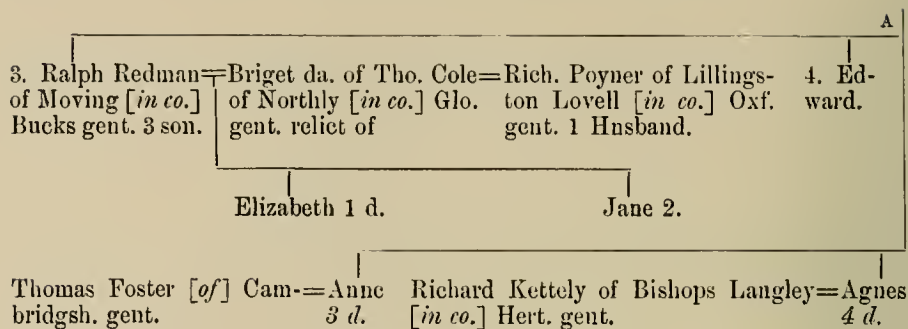 A
3. Ralph Redman=Briget da. of Tho. Cole=Rich. Poyner of Lillings- 4. Ed-
of Moving [in co.] of Northly [in co.] Glo. ton Lovell [in co.] Oxf. ward.
Bucks gent. 3 son. gent. relict of gent. 1 Husband.
Elizabeth 1 d. Jane 2.
Thomas Foster [of] Cam-=Anne Richard Kettely of Bishops Langley=Agnes
bridgsh. gent. 3 d. [in co.] Hert. gent. 4 d.